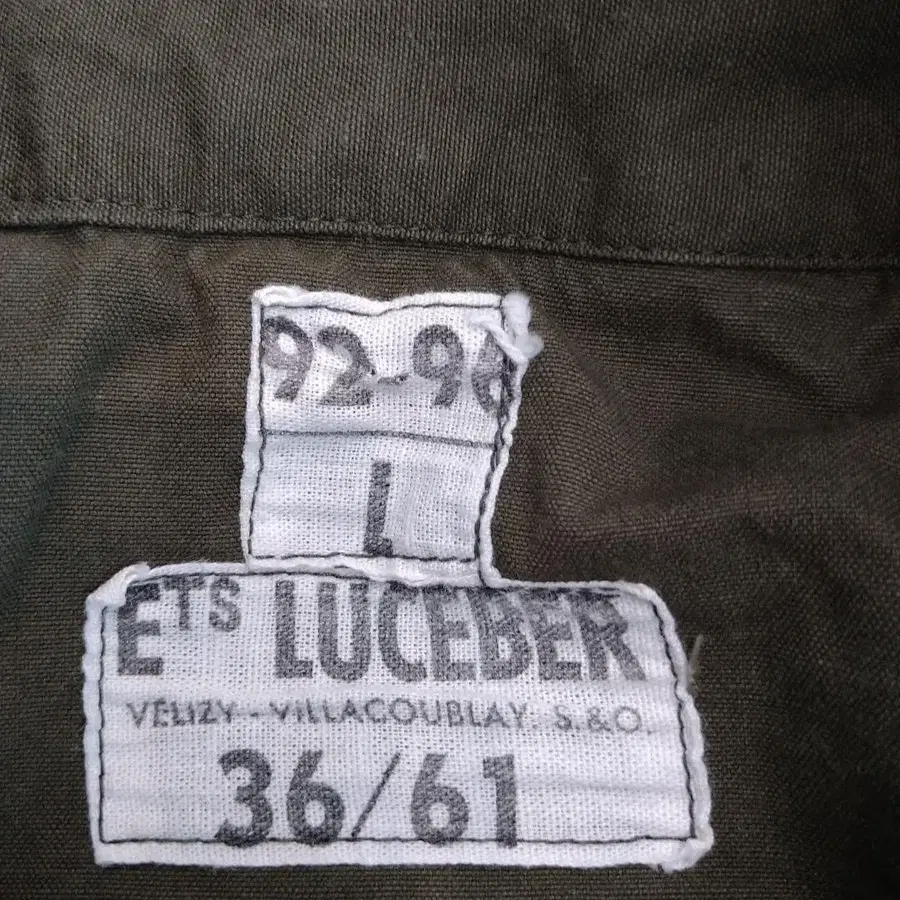 92-96
L
ETS LUCEBER
VELIZY - VILLACOUBLAY. S.&O.
36/61